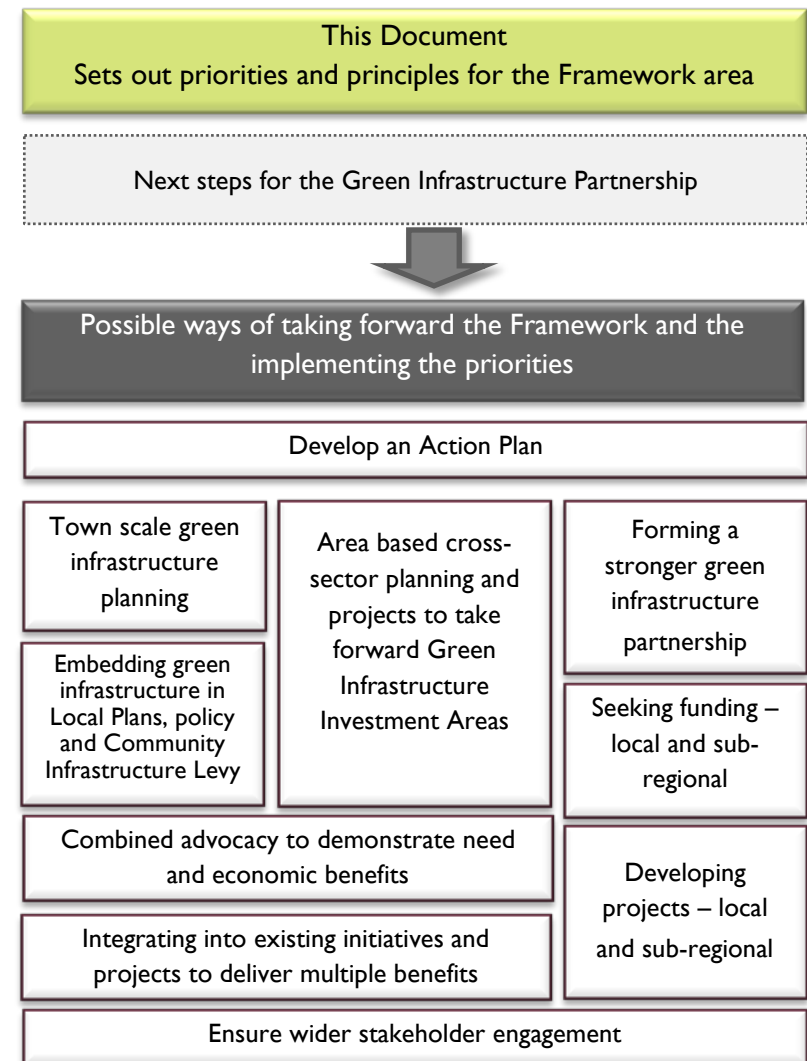 This Document
Sets out priorities and principles for the Framework area
Next steps for the Green Infrastructure Partnership
Possible ways of taking forward the Framework and the
implementing the priorities
Develop an Action Plan
Town scale green
infrastructure
planning
Embedding green
infrastructure in
Local Plans, policy
and Community
Infrastructure Levy
Area based cross-
sector planning and
projects to take
forward Green
Infrastructure
Investment Areas
Forming a
stronger green
infrastructure
partnership
Seeking funding –
local and sub-
regional
Combined advocacy to demonstrate need
and economic benefits
Integrating into existing initiatives and
projects to deliver multiple benefits
Developing
projects – local
and sub-regional
Ensure wider stakeholder engagement